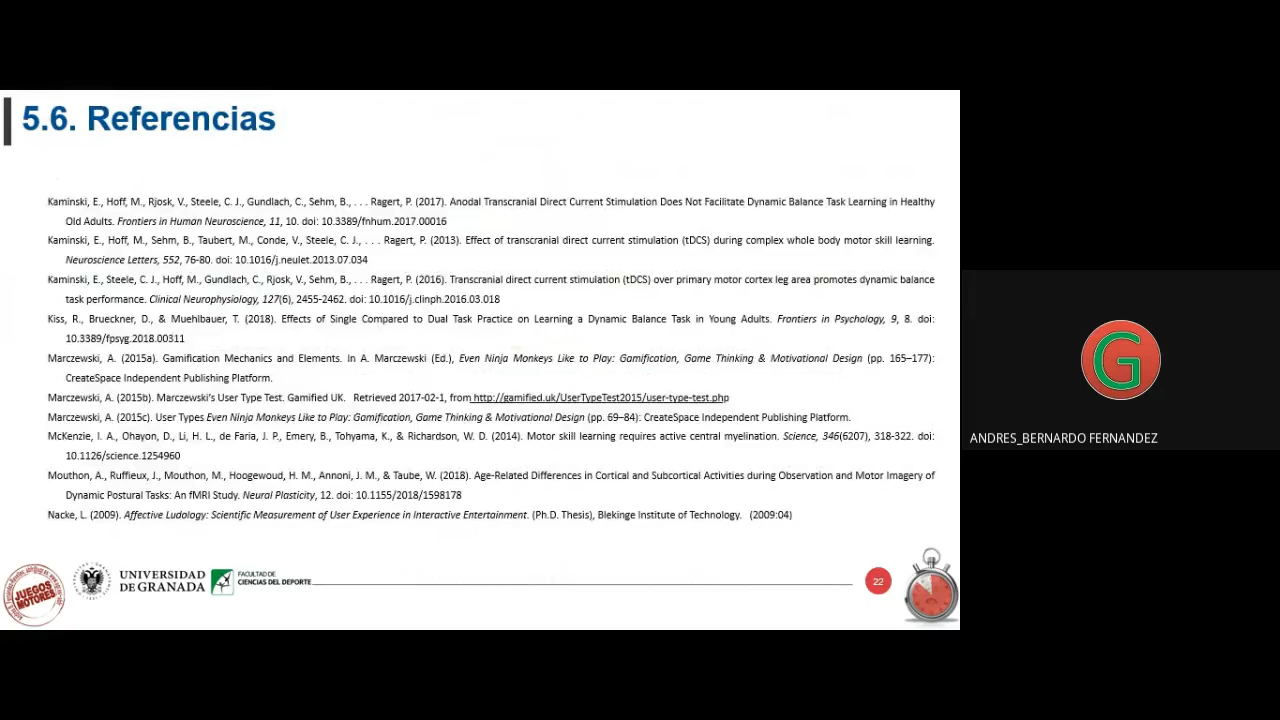 5.6. Referencias
Kaminski, E., Hoff, M., Rjosk, V., Steele, C. J., Gundlach, C., Sehm, B., . . . Ragert, P. (2017). Anodal Transcranial Direct Current Stimulation Does Not Facilitate Dynamic Balance Task Learning in Healthy
Old Adults. Frontiers in Human Neuroscience, 11, 10. doi: 10.3389/fnhum.2017.00016
Kaminski, E., Hoff, M., Sehm, B., Taubert, M., Conde, V., Steele, C. J., . . . Ragert, P. (2013). Effect of transcranial direct current stimulation (tDCS) during complex whole body motor skill learning.
Neuroscience Letters, 552, 76-80. doi: 10.1016/j.neulet.2013.07.034
Kaminski, E., Steele, C. J., Hoff, M., Gundlach, C., Rjosk, V., Sehm, B., . . . Ragert, P. (2016). Transcranial direct current stimulation (tDCS) over primary motor cortex leg area promotes dynamic balance
task performance. Clinical Neurophysiology, 127(6), 2455-2462. doi: 10.1016/j.clinph.2016.03.018
Kiss, R., Brueckner, D., & Muehlbauer, T. (2018). Effects of Single Compared to Dual Task Practice on Learning a Dynamic Balance Task in Young Adults. Frontiers in Psychology, 9, 8. doi:
10.3389/fpsyg.2018.00311
Marczewski, A. (2015a). Gamification Mechanics and Elements. In A. Marczewski (Ed.), Even Ninja Monkeys Like to Play: Gamification, Game Thinking & Motivational Design (pp. 165–177):
CreateSpace Independent Publishing Platform.
Marczewski, A. (2015b). Marczewski's User Type Test. Gamified UK. Retrieved 2017-02-1, from http://gamified.uk/UserTypeTest2015/user-type-test.php
Marczewski, A. (2015c). User Types Even Ninja Monkeys Like to Play: Gamification, Game Thinking & Motivational Design (pp. 69–84): CreateSpace Independent Publishing Platform.
McKenzie, I. A., Ohayon, D., Li, H. L., de Faria, J. P., Emery, B., Tohyama, K., & Richardson, W. D. (2014). Motor skill learning requires active central myelination. Science, 346(6207), 318-322. doi:
10.1126/science.1254960
Mouthon, A., Ruffieux, J., Mouthon, M., Hoogewoud, H. M., Annoni, J. M., & Taube, W. (2018). Age-Related Differences in Cortical and Subcortical Activities during Observation and Motor Imagery of
Dynamic Postural Tasks: An fMRI Study. Neural Plasticity, 12. doi: 10.1155/2018/1598178
Nacke, L. (2009). Affective Ludology: Scientific Measurement of User Experience in Interactive Entertainment. (Ph.D. Thesis), Blekinge Institute of Technology. (2009:04)
JUEGOS
MOTORES
UNIVERSIDAD
DE GRANADA
FACULTAD DE
CIENCIAS DEL DEPORTE
22
G
ANDRES_BERNARDO FERNANDEZ